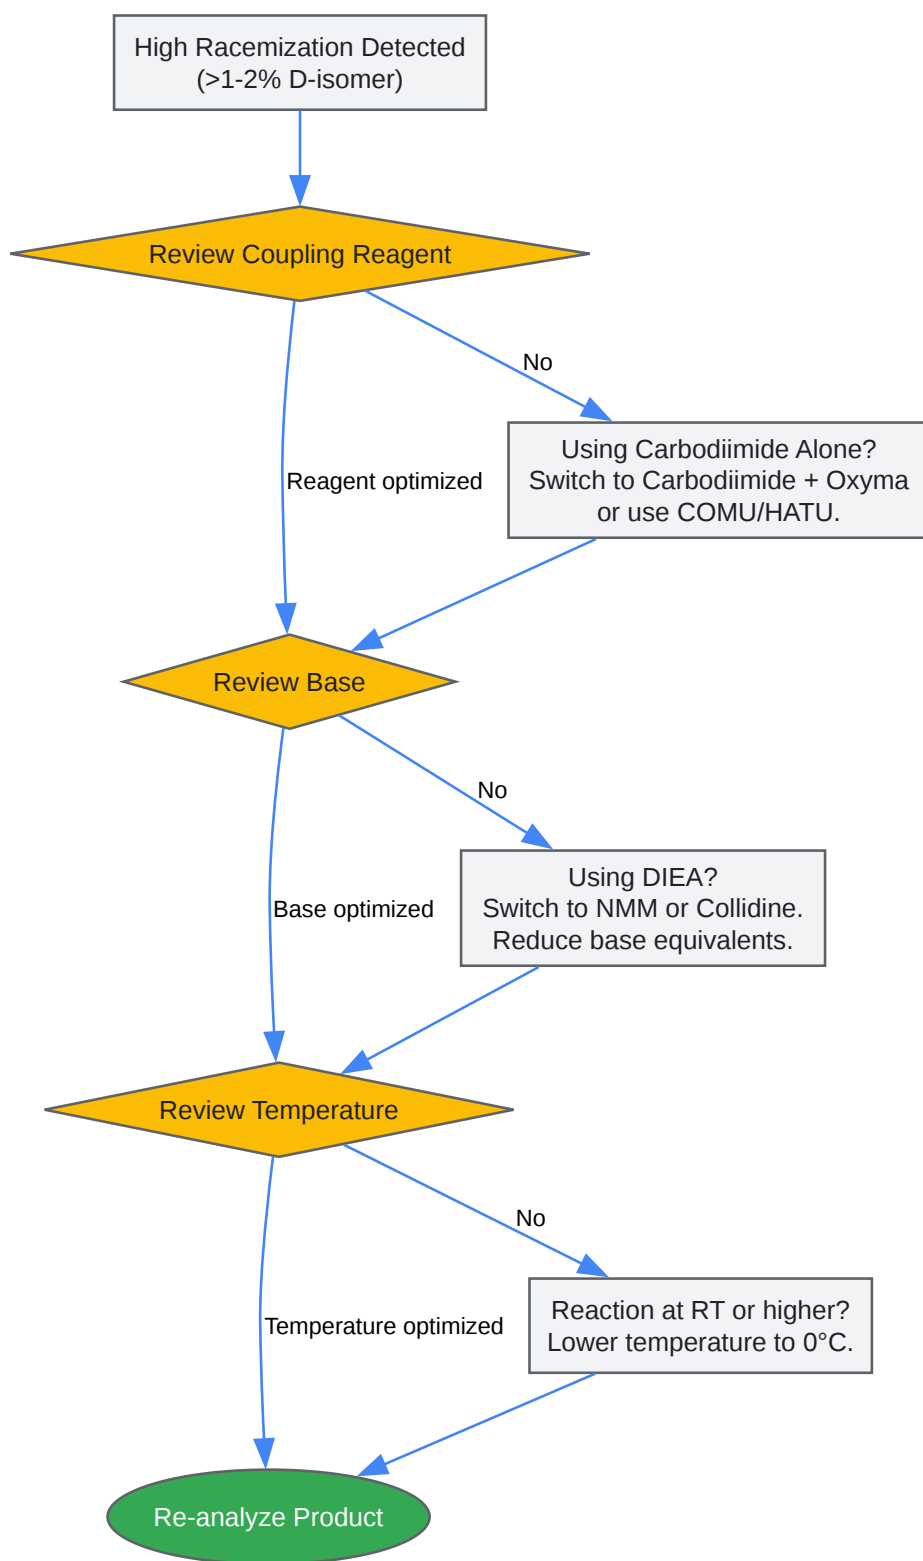 High Racemization Detected
(>1-2% D-isomer)
Review Coupling Reagent
No
Using Carbodiimide Alone?
Switch to Carbodiimide + Oxyma
or use COMU/HATU.
Reagent optimized
Review Base
No
Using DIEA?
Switch to NMM or Collidine.
Reduce base equivalents.
Base optimized
Review Temperature
No
Reaction at RT or higher?
Lower temperature to 0°C.
Temperature optimized
Re-analyze Product